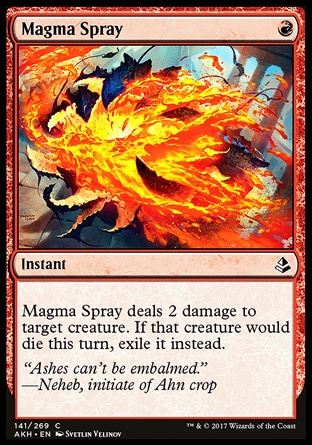 Magma Spray
Instant
Magma Spray deals 2 damage to
target creature. If that creature would
die this turn, exile it instead.
“Ashes can’t be embalmed.”
—Neheb, initiate of Ahn crop
141/269 C
AKH • EN Svetlin Velinov
™ & © 2017 Wizards of the Coast